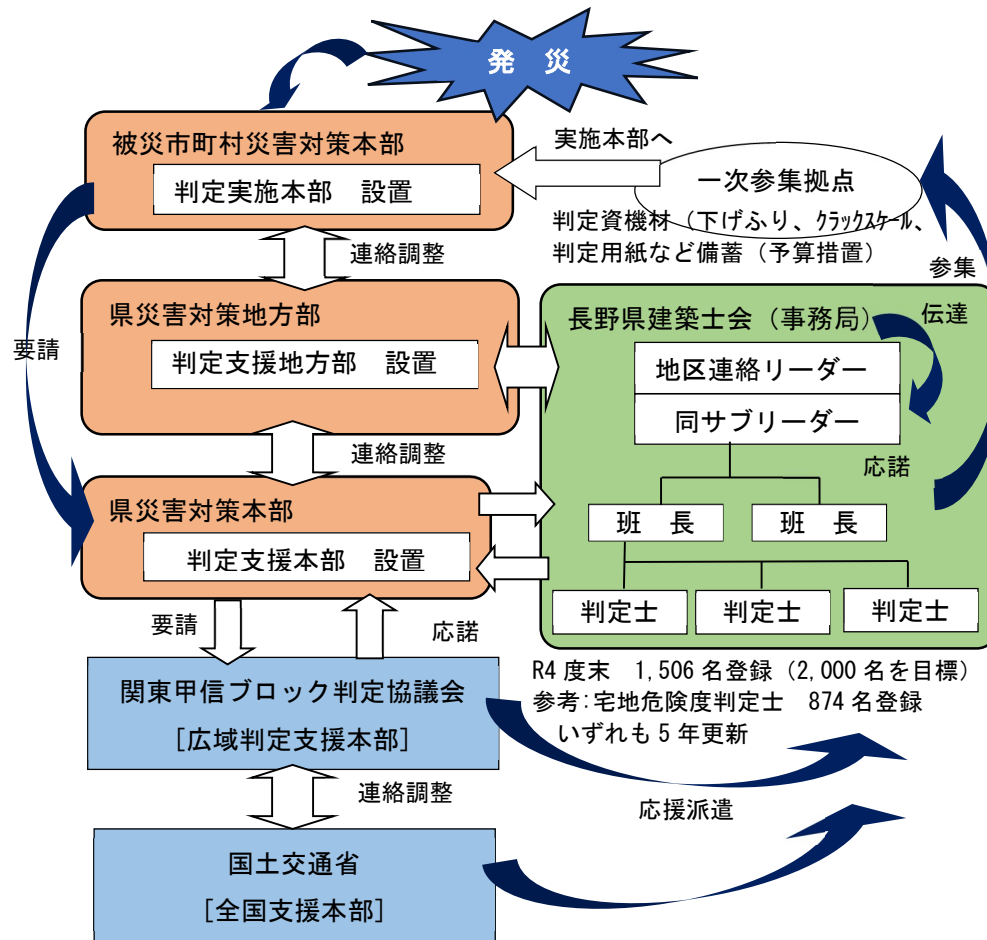 発　災
被災市町村災害対策本部
判定実施本部　設置
実施本部へ
一次参集拠点
判定資機材（下げふり、クラックスケール、
判定用紙など備蓄（予算措置）
参集
連絡調整
県災害対策地方部
判定支援地方部　設置
要請
長野県建築士会（事務局）
伝達
地区連絡リーダー
同サブリーダー
応諾
班　長
班　長
判定士
判定士
判定士
連絡調整
県災害対策本部
判定支援本部　設置
要請
応諾
R4 度末　1,506 名登録（2,000 名を目標）
参考：宅地危険度判定士　874 名登録
いずれも 5 年更新
関東甲信ブロック判定協議会
［広域判定支援本部］
連絡調整
応援派遣
国土交通省
［全国支援本部］